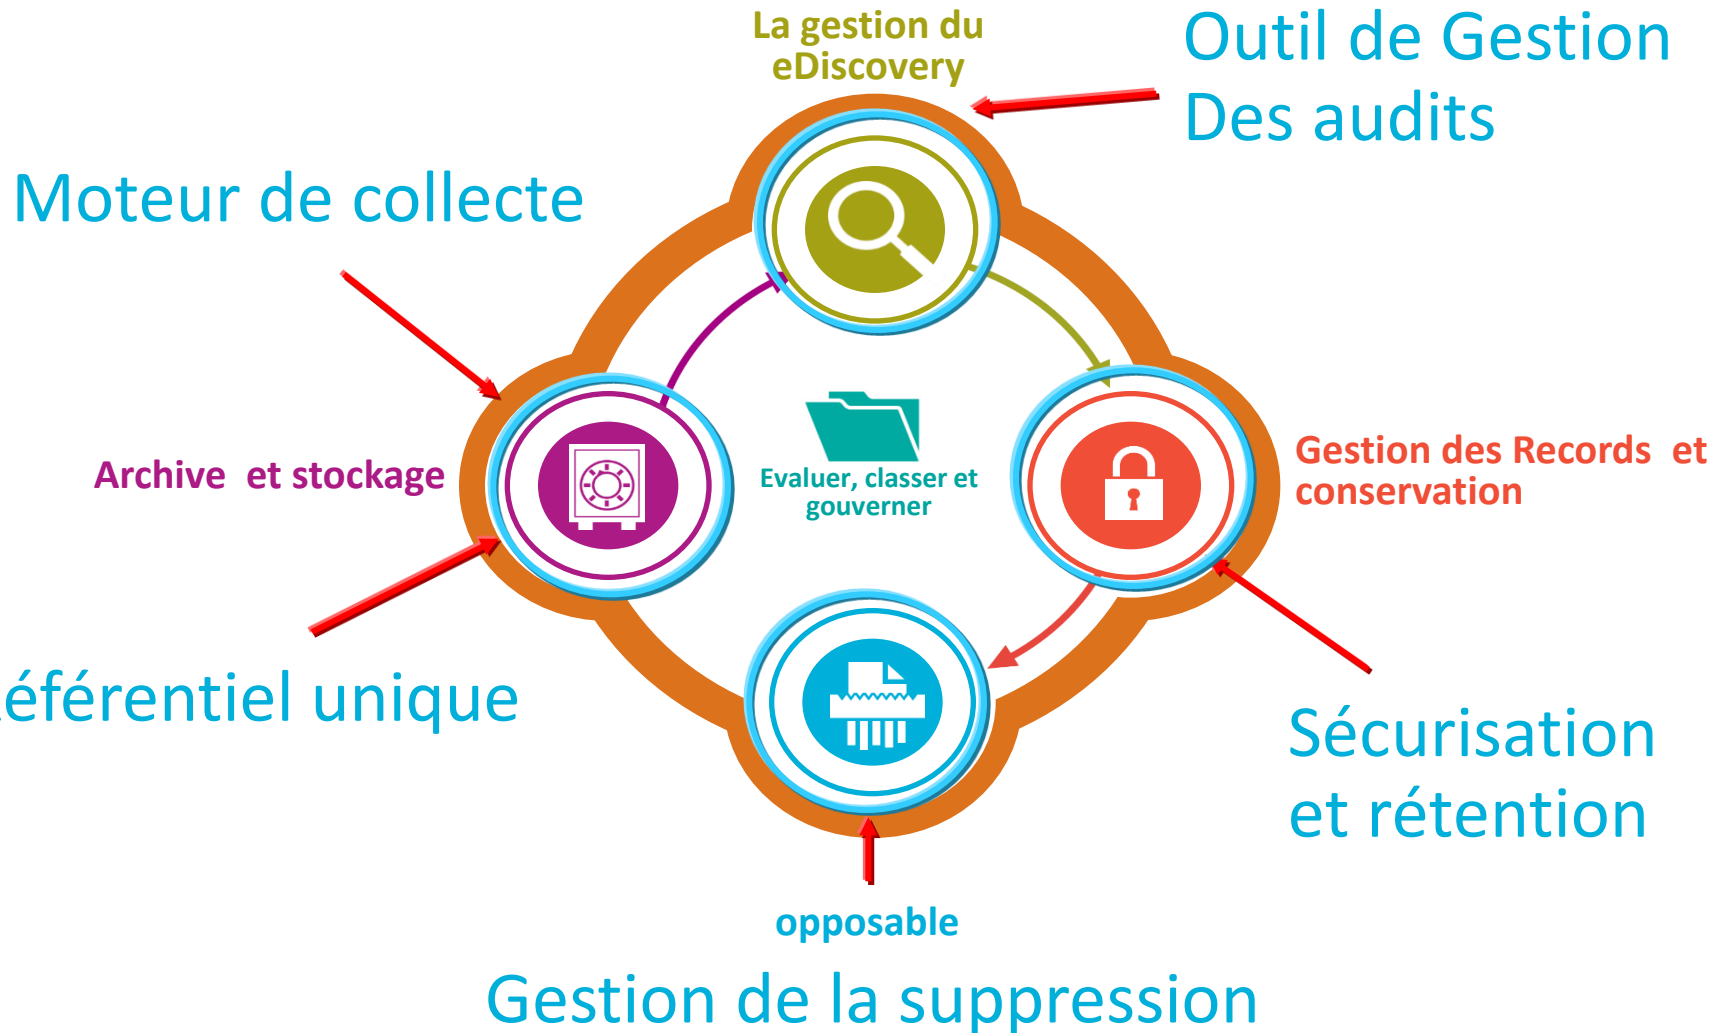 La gestion du
eDiscovery
Outil de Gestion
Des audits
Moteur de collecte
Archive et stockage
Evaluer, classer et
gouverner
Gestion des Records et
conservation
éférentiel unique
Sécurisation
et rétention
opposable
Gestion de la suppression